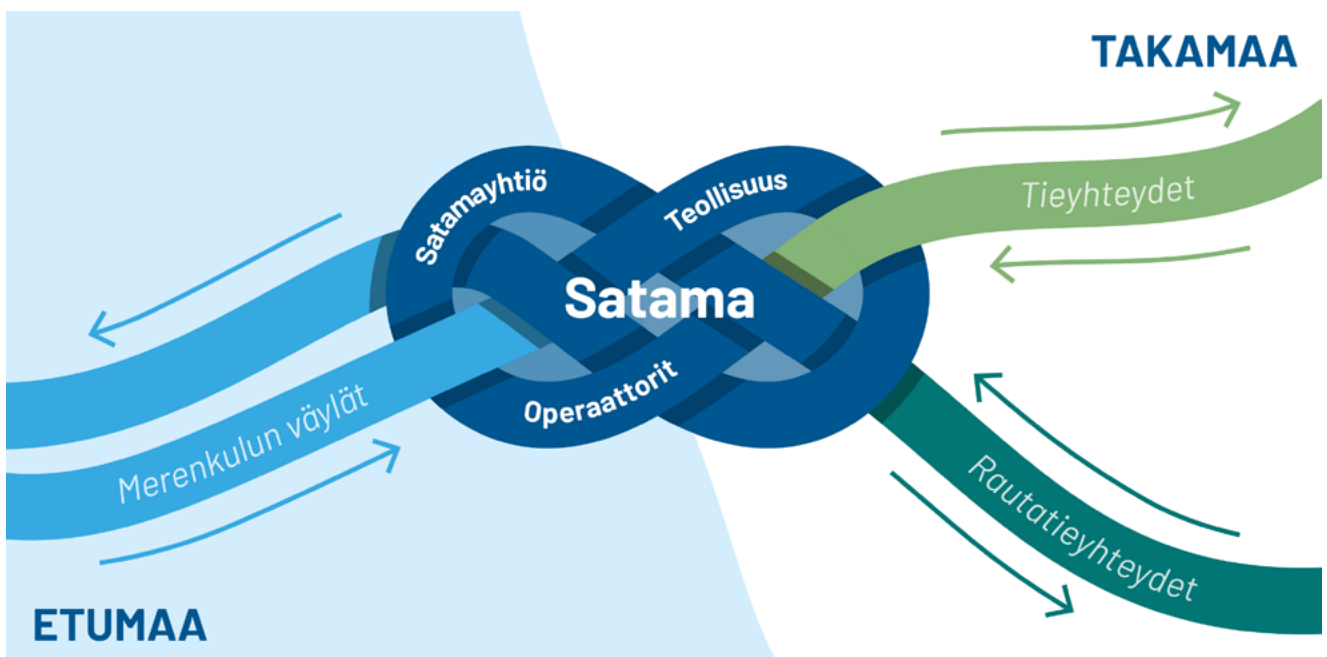 TAKAMAA
Satamayhtiö
Teollisuus
Tieyhteydet
Satama
Operaattorit
Merenkulun väylät
Rautatieyhteydet
ETUMAA